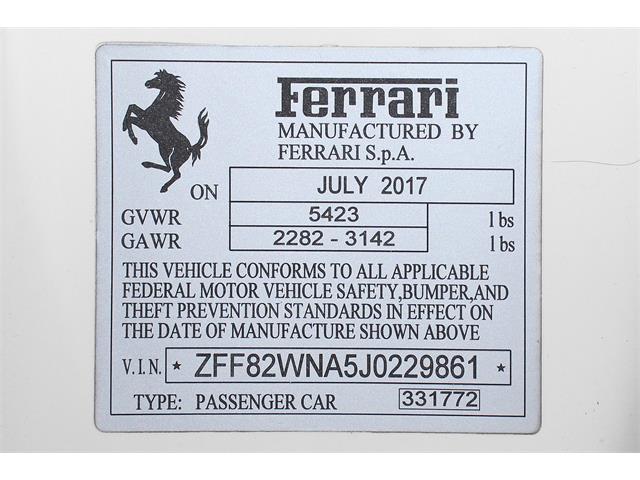 Ferrari
MANUFACTURED BY
FERRARI S.p.A.
ON JULY 2017
GVWR 5423 lbs
GAWR 2282 - 3142 lbs
THIS VEHICLE CONFORMS TO ALL APPLICABLE
FEDERAL MOTOR VEHICLE SAFETY,BUMPER,AND
THEFT PREVENTION STANDARDS IN EFFECT ON
THE DATE OF MANUFACTURE SHOWN ABOVE
V.I.N. * ZFF82WNA5J0229861 *
TYPE: PASSENGER CAR 331772